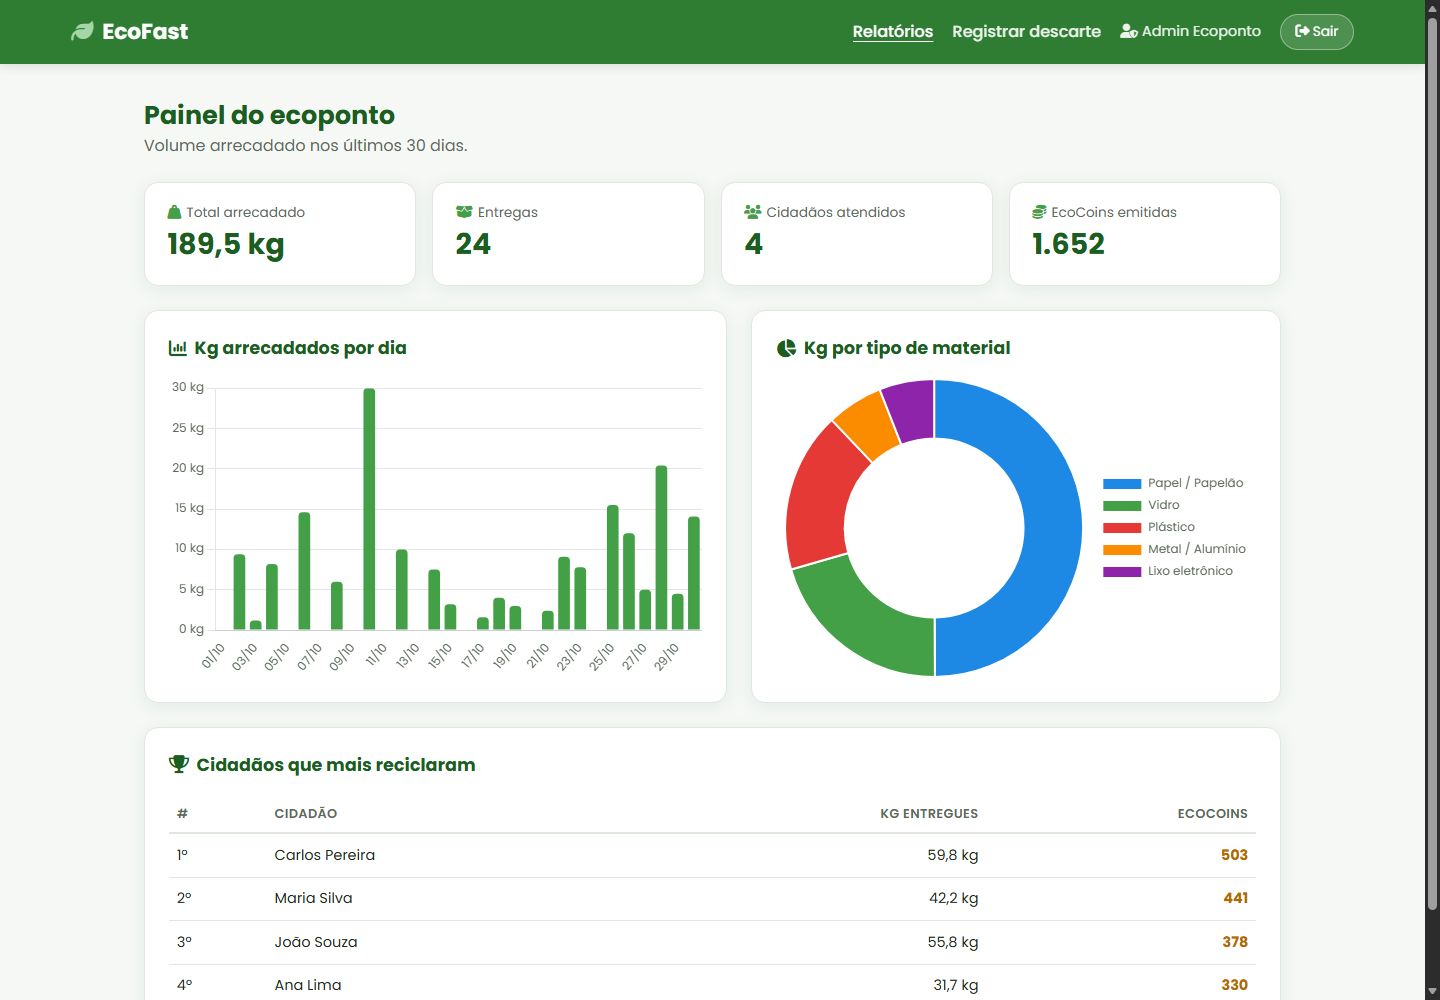 EcoFast
Relatórios Registrar descarte Admin Ecoponto Sair
Painel do ecoponto
Volume arrecadado nos últimos 30 dias.
Total arrecadado
189,5 kg
Entregas
24
Cidadãos atendidos
4
EcoCoins emitidas
1.652
Kg arrecadados por dia
30 kg
25 kg
20 kg
15 kg
10 kg
5 kg
0 kg
01/10 03/10 05/10 07/10 09/10 11/10 13/10 15/10 17/10 19/10 21/10 23/10 25/10 27/10 29/10
Kg por tipo de material
Papel / Papelão
Vidro
Plástico
Metal / Alumínio
Lixo eletrônico
Cidadãos que mais reciclaram
# CIDADÃO KG ENTREGUES ECOCOINS
1º Carlos Pereira 59,8 kg 503
2º Maria Silva 42,2 kg 441
3º João Souza 55,8 kg 378
4º Ana Lima 31,7 kg 330